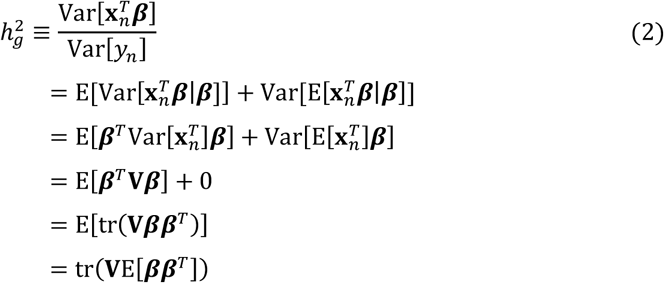 h_g^2 ≡ Var[𝐱_n^T 𝜷] / Var[y_n] (2)
= E[Var[𝐱_n^T 𝜷|𝜷]] + Var[E[𝐱_n^T 𝜷|𝜷]]
= E[𝜷^T Var[𝐱_n^T]𝜷] + Var[E[𝐱_n^T]𝜷]
= E[𝜷^T 𝐕𝜷] + 0
= E[tr(𝐕𝜷𝜷^T)]
= tr(𝐕E[𝜷𝜷^T])